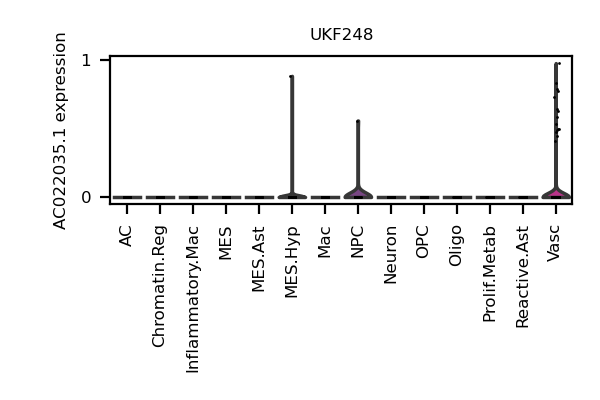 UKF248
AC022035.1 expression
1
0
AC
Chromatin.Reg
Inflammatory.Mac
MES
MES.Ast
MES.Hyp
Mac
NPC
Neuron
OPC
Oligo
Prolif.Metab
Reactive.Ast
Vasc